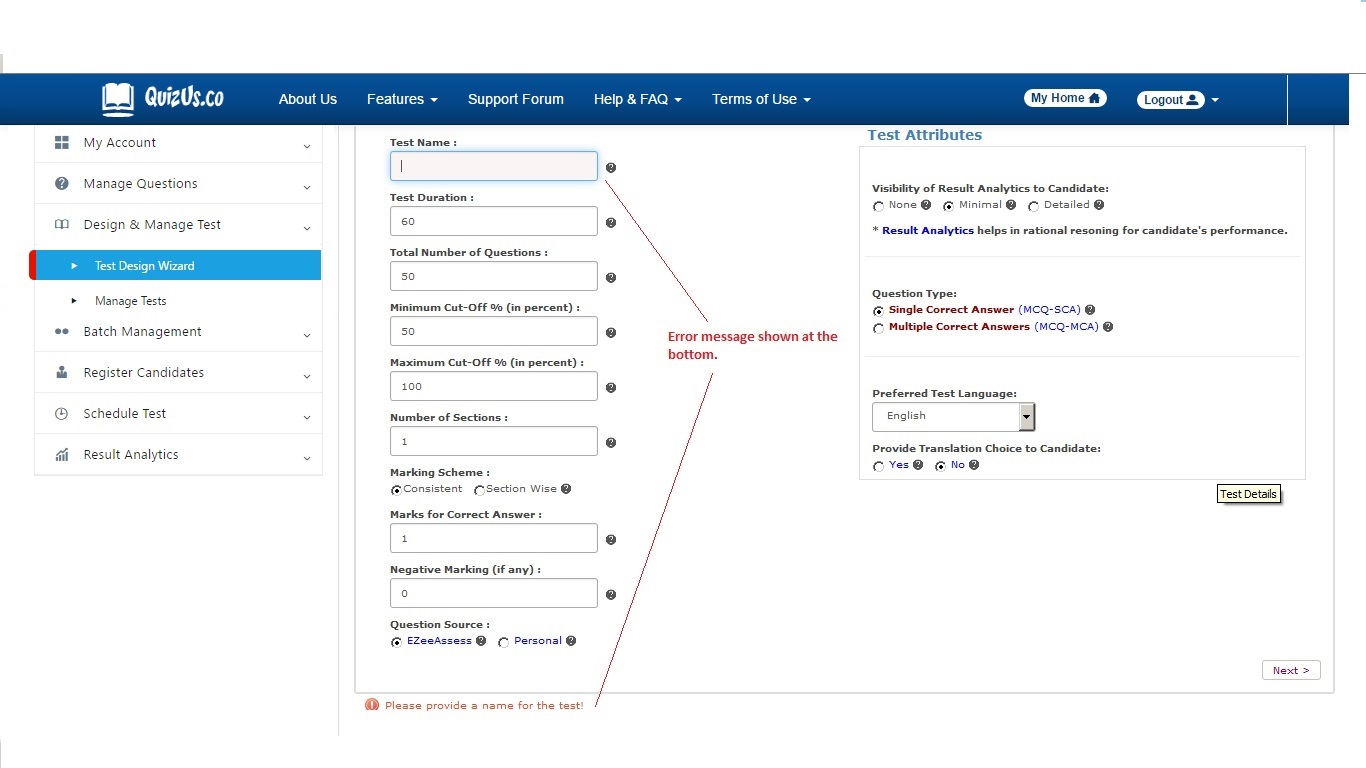 QuizUs.co
About Us
Features
Support Forum
Help & FAQ
Terms of Use
My Home
Logout
My Account
Manage Questions
Design & Manage Test
Test Design Wizard
Manage Tests
Batch Management
Register Candidates
Schedule Test
Result Analytics
Test Name :
Test Duration :
60
Total Number of Questions :
50
Minimum Cut-Off % (in percent) :
50
Maximum Cut-Off % (in percent) :
100
Number of Sections :
1
Marking Scheme :
Consistent Section Wise
Marks for Correct Answer :
1
Negative Marking (if any) :
0
Question Source :
EZeeAssess Personal
Error message shown at the
bottom.
Test Attributes
Visibility of Result Analytics to Candidate:
None Minimal Detailed
* Result Analytics helps in rational resoning for candidate's performance.
Question Type:
Single Correct Answer (MCQ-SCA)
Multiple Correct Answers (MCQ-MCA)
Preferred Test Language:
English
Provide Translation Choice to Candidate:
Yes No
Test Details
Next >
Please provide a name for the test!